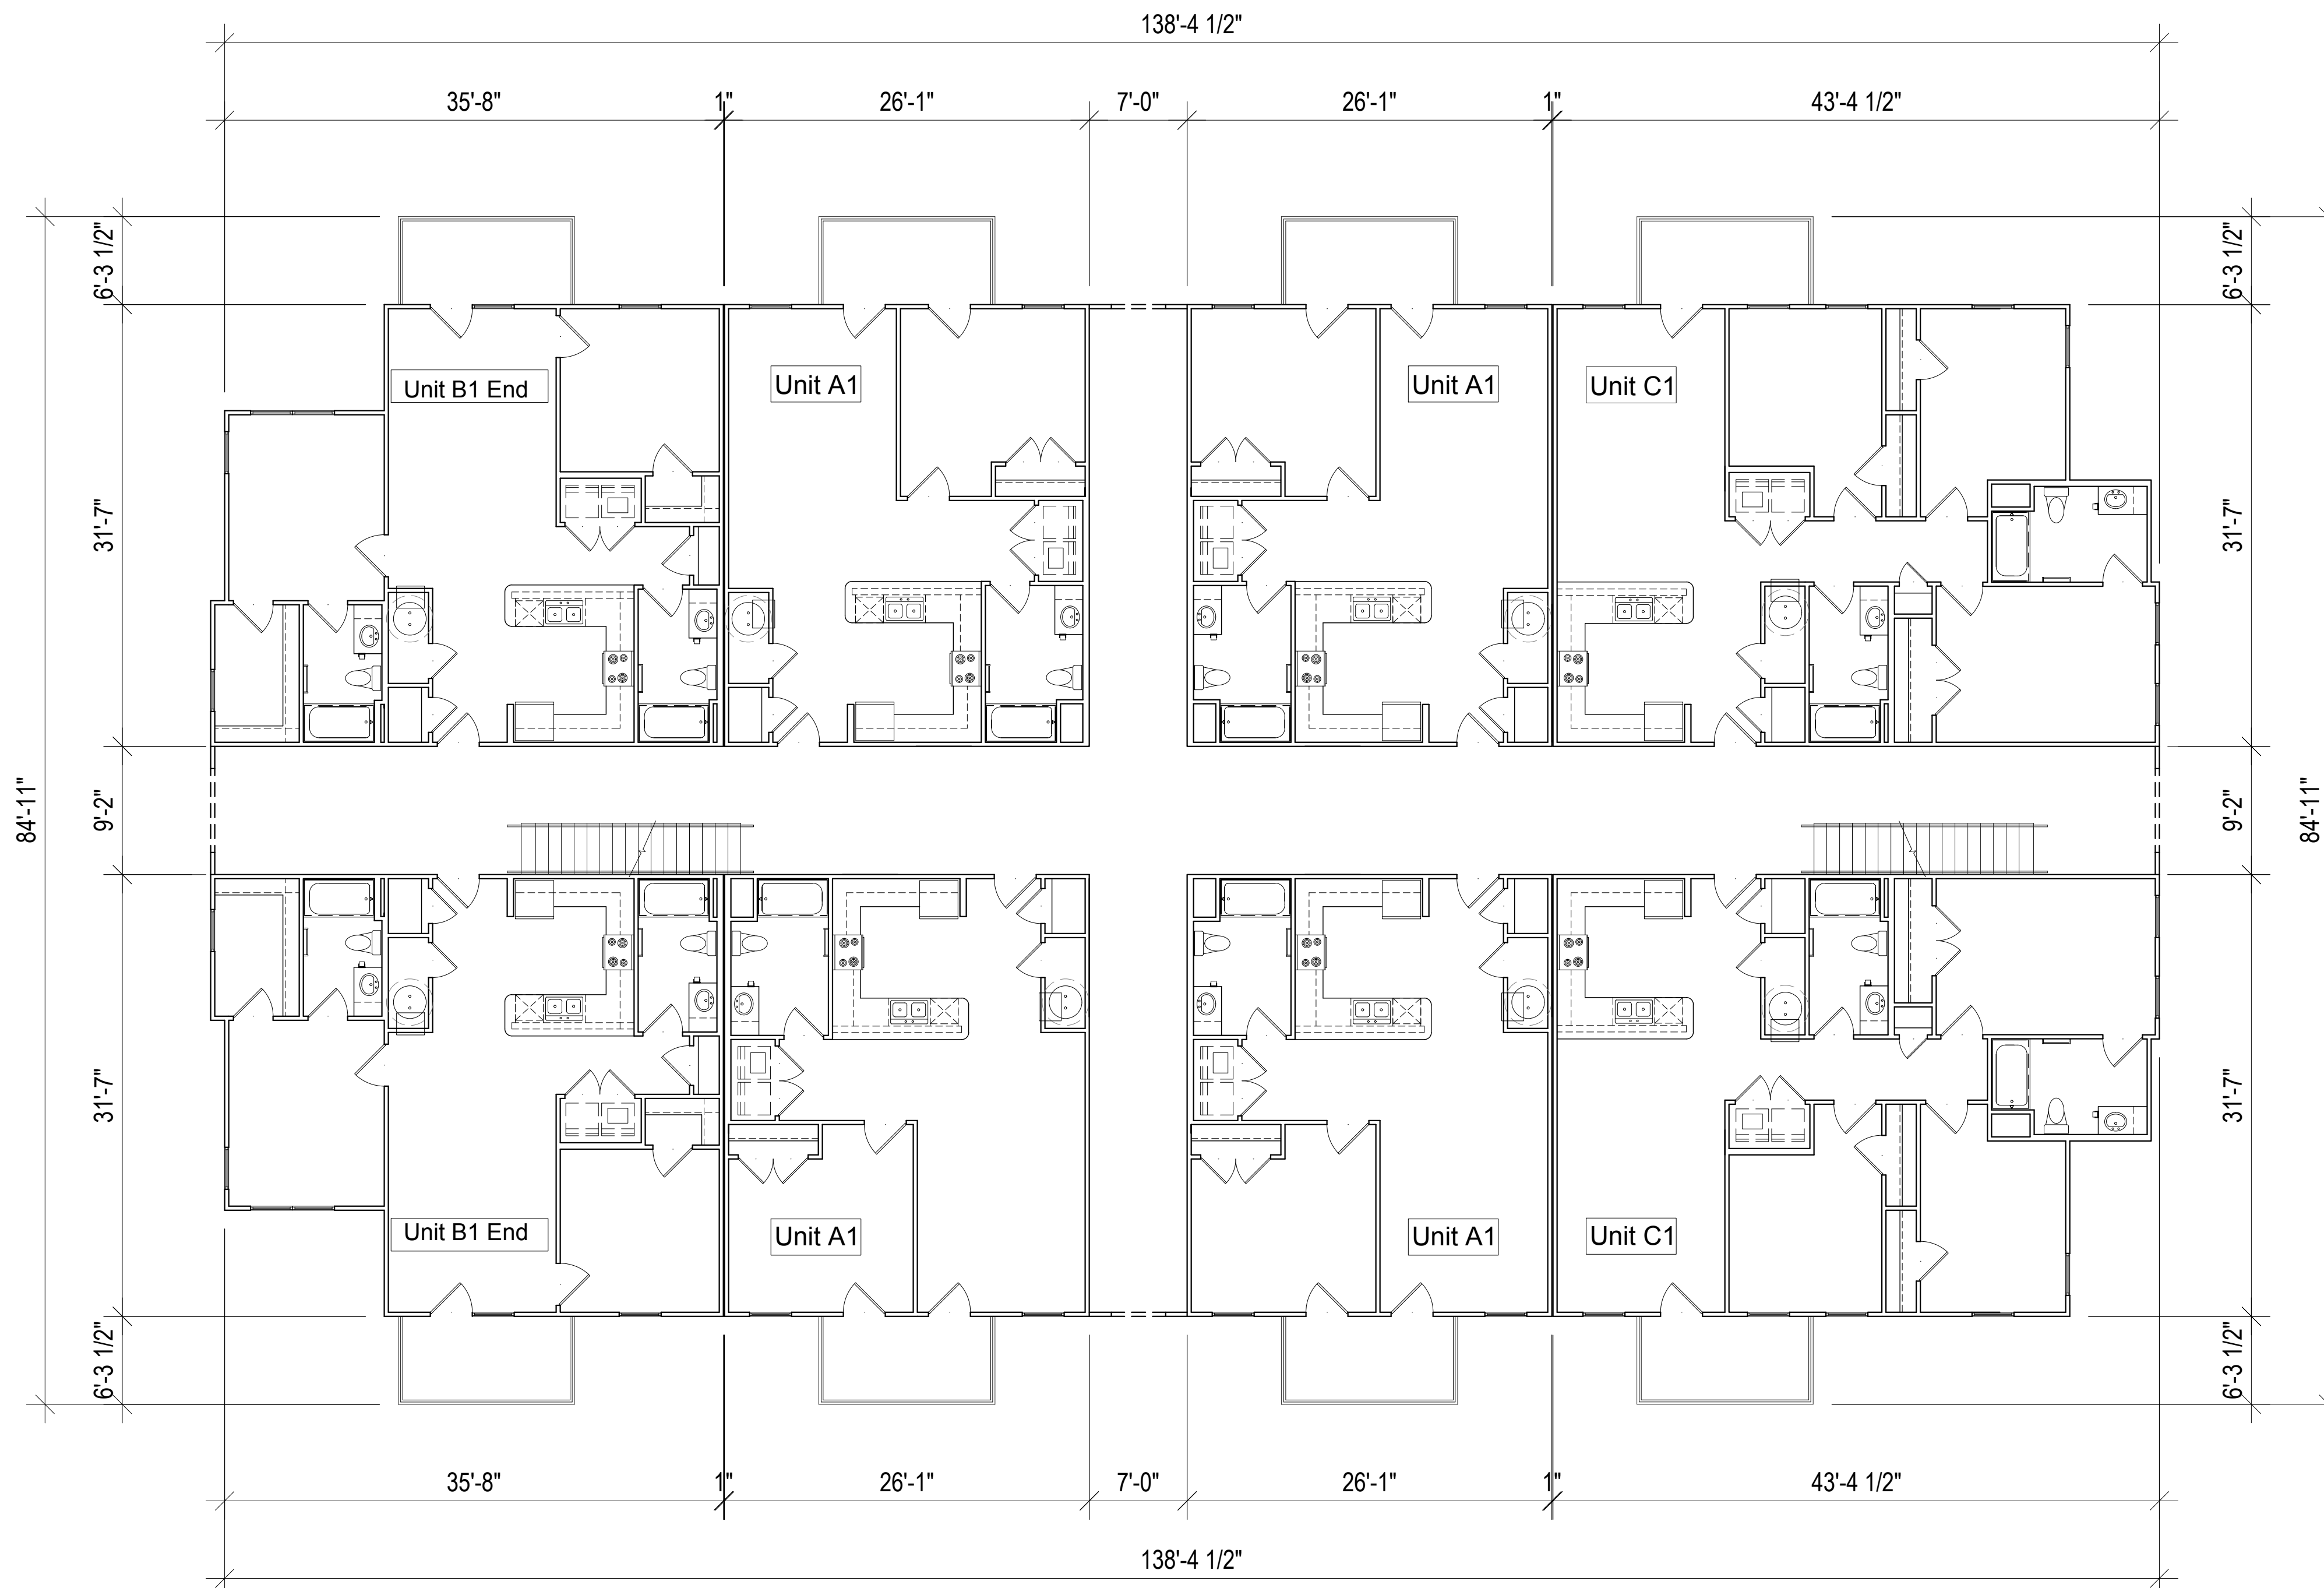 138'-4 1/2"
35'-8" 1" 26'-1" 7'-0" 26'-1" 1" 43'-4 1/2"
6'-3 1/2"
6'-3 1/2"
Unit B1 End
Unit A1
Unit A1
Unit C1
31'-7"
31'-7"
84'-11"
9'-2"
9'-2"
84'-11"
31'-7"
31'-7"
Unit B1 End
Unit A1
Unit A1
Unit C1
6'-3 1/2"
6'-3 1/2"
35'-8" 1" 26'-1" 7'-0" 26'-1" 1" 43'-4 1/2"
138'-4 1/2"